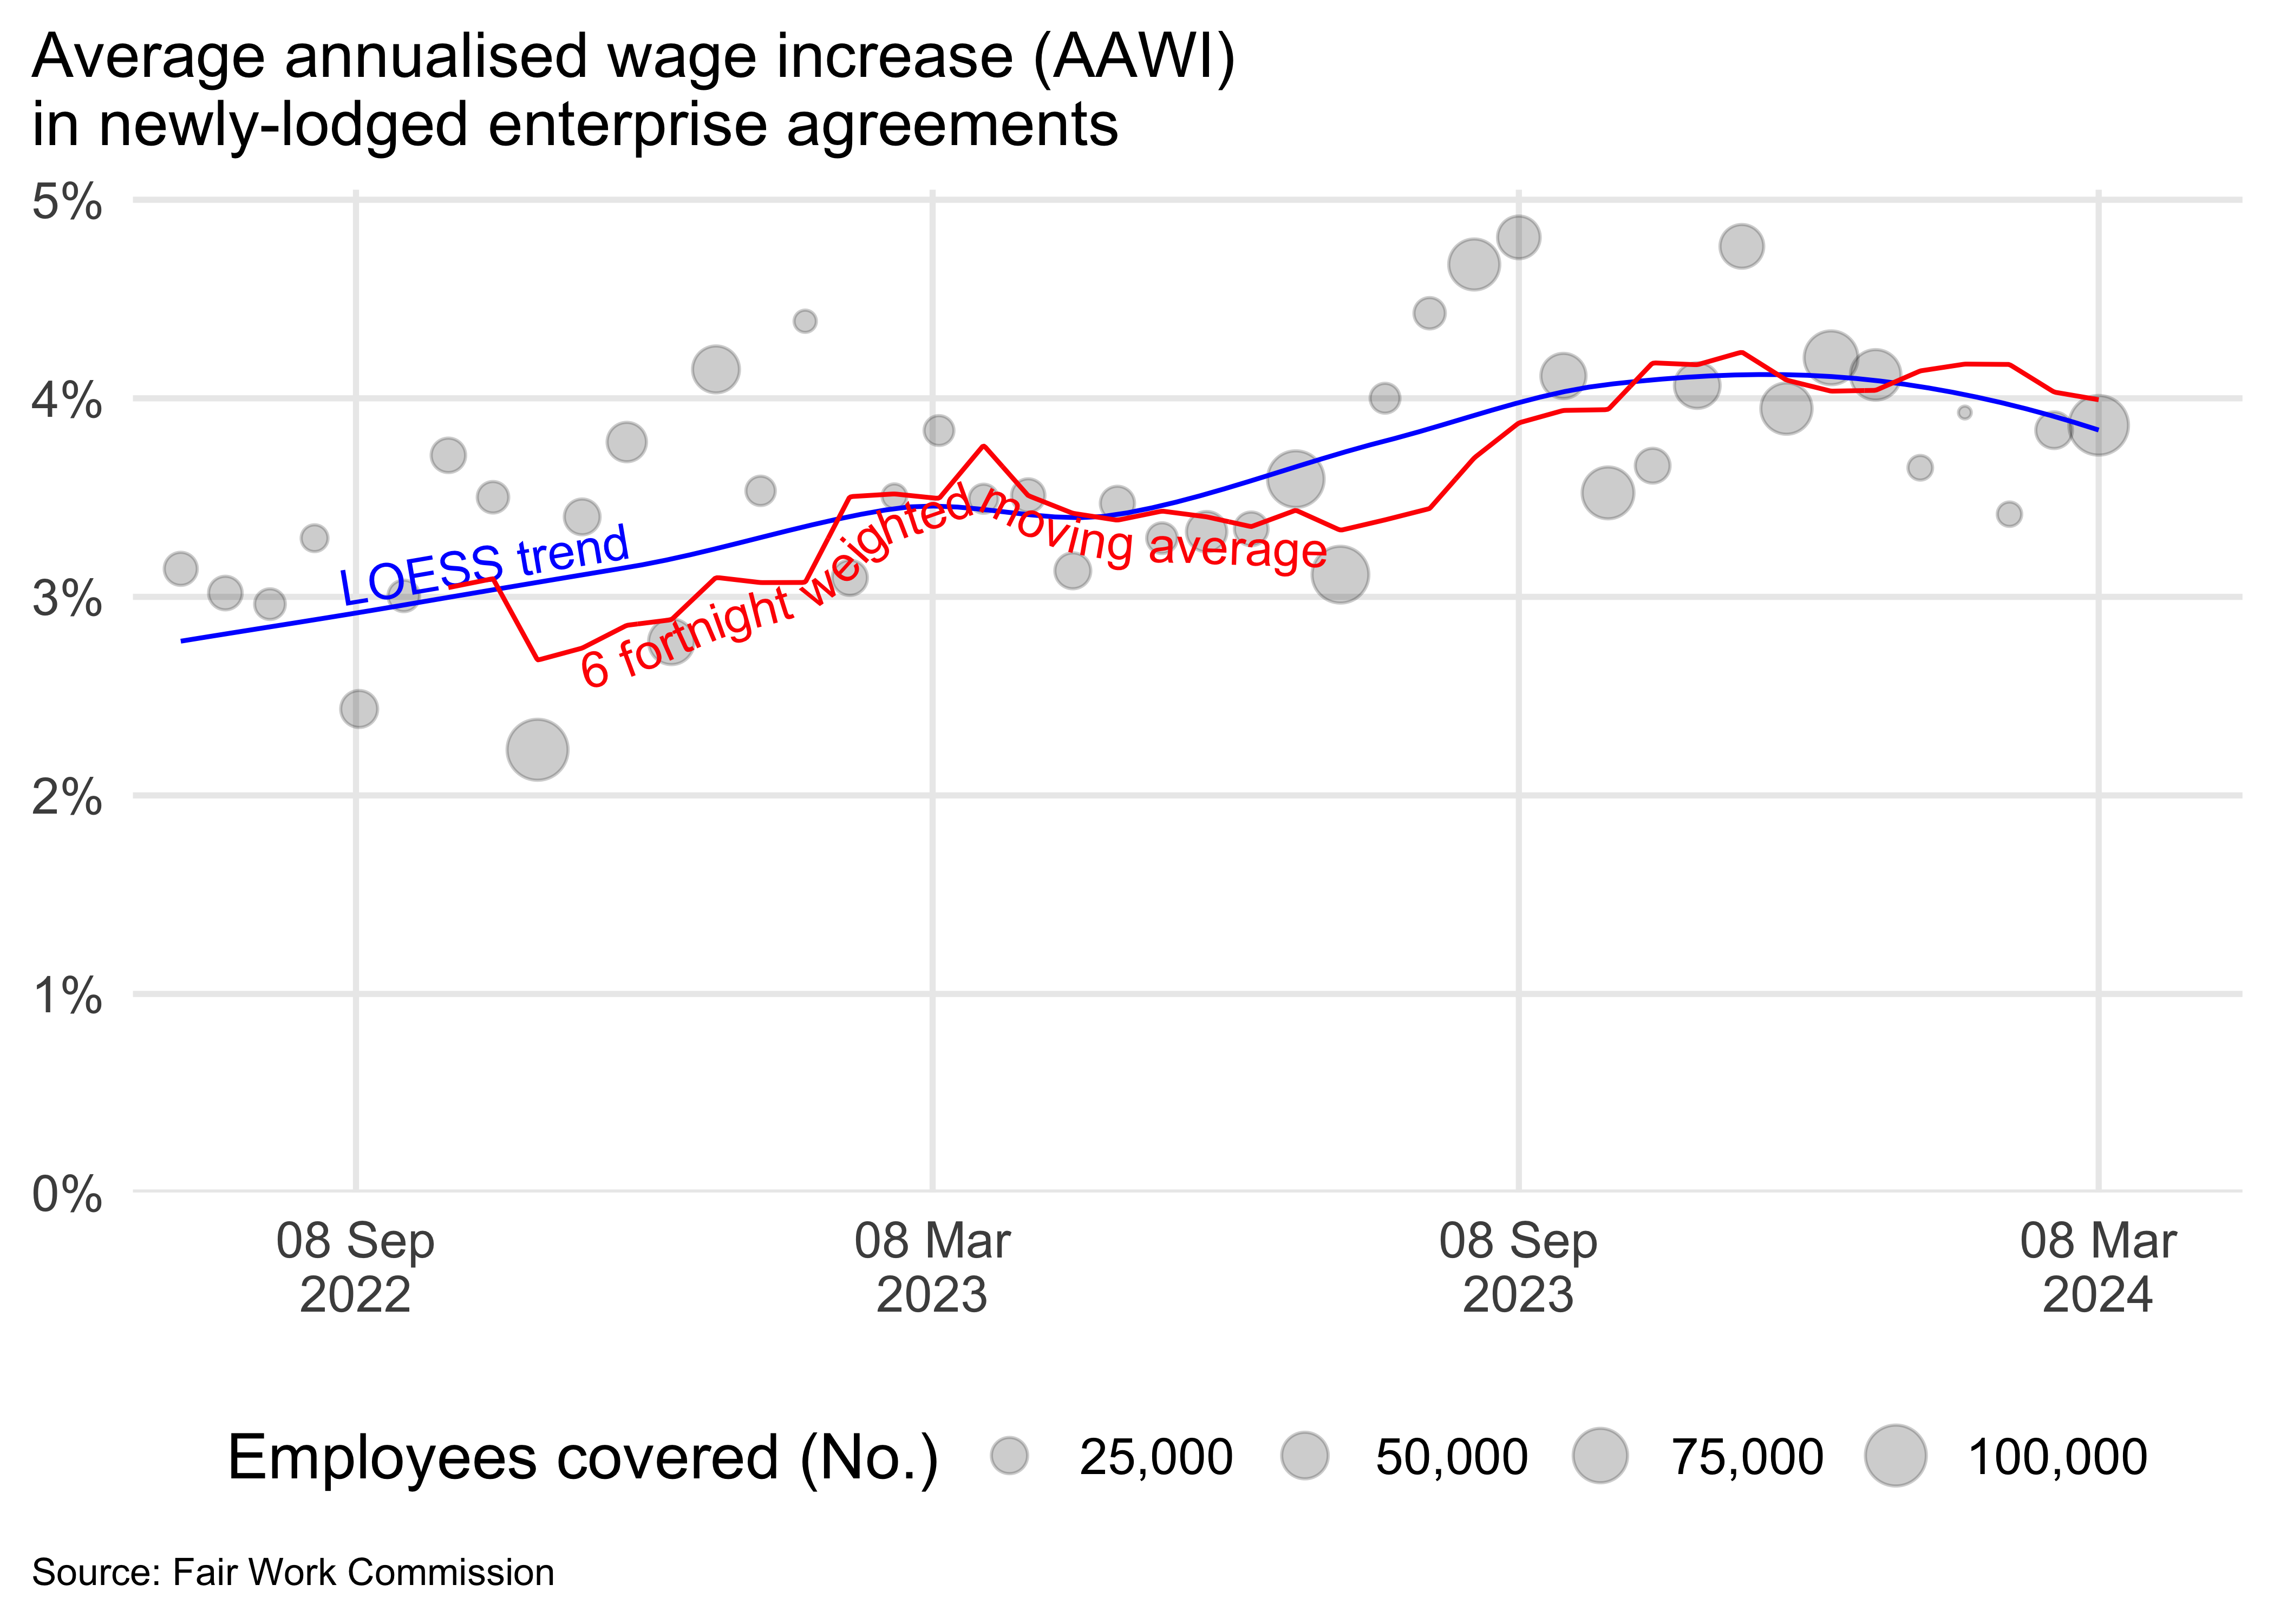 Average annualised wage increase (AAWI)
in newly-lodged enterprise agreements
5%
4%
3%
2%
1%
0%
LOESS trend
6 fortnight weighted moving average
08 Sep
2022
08 Mar
2023
08 Sep
2023
08 Mar
2024
Employees covered (No.)
25,000
50,000
75,000
100,000
Source: Fair Work Commission